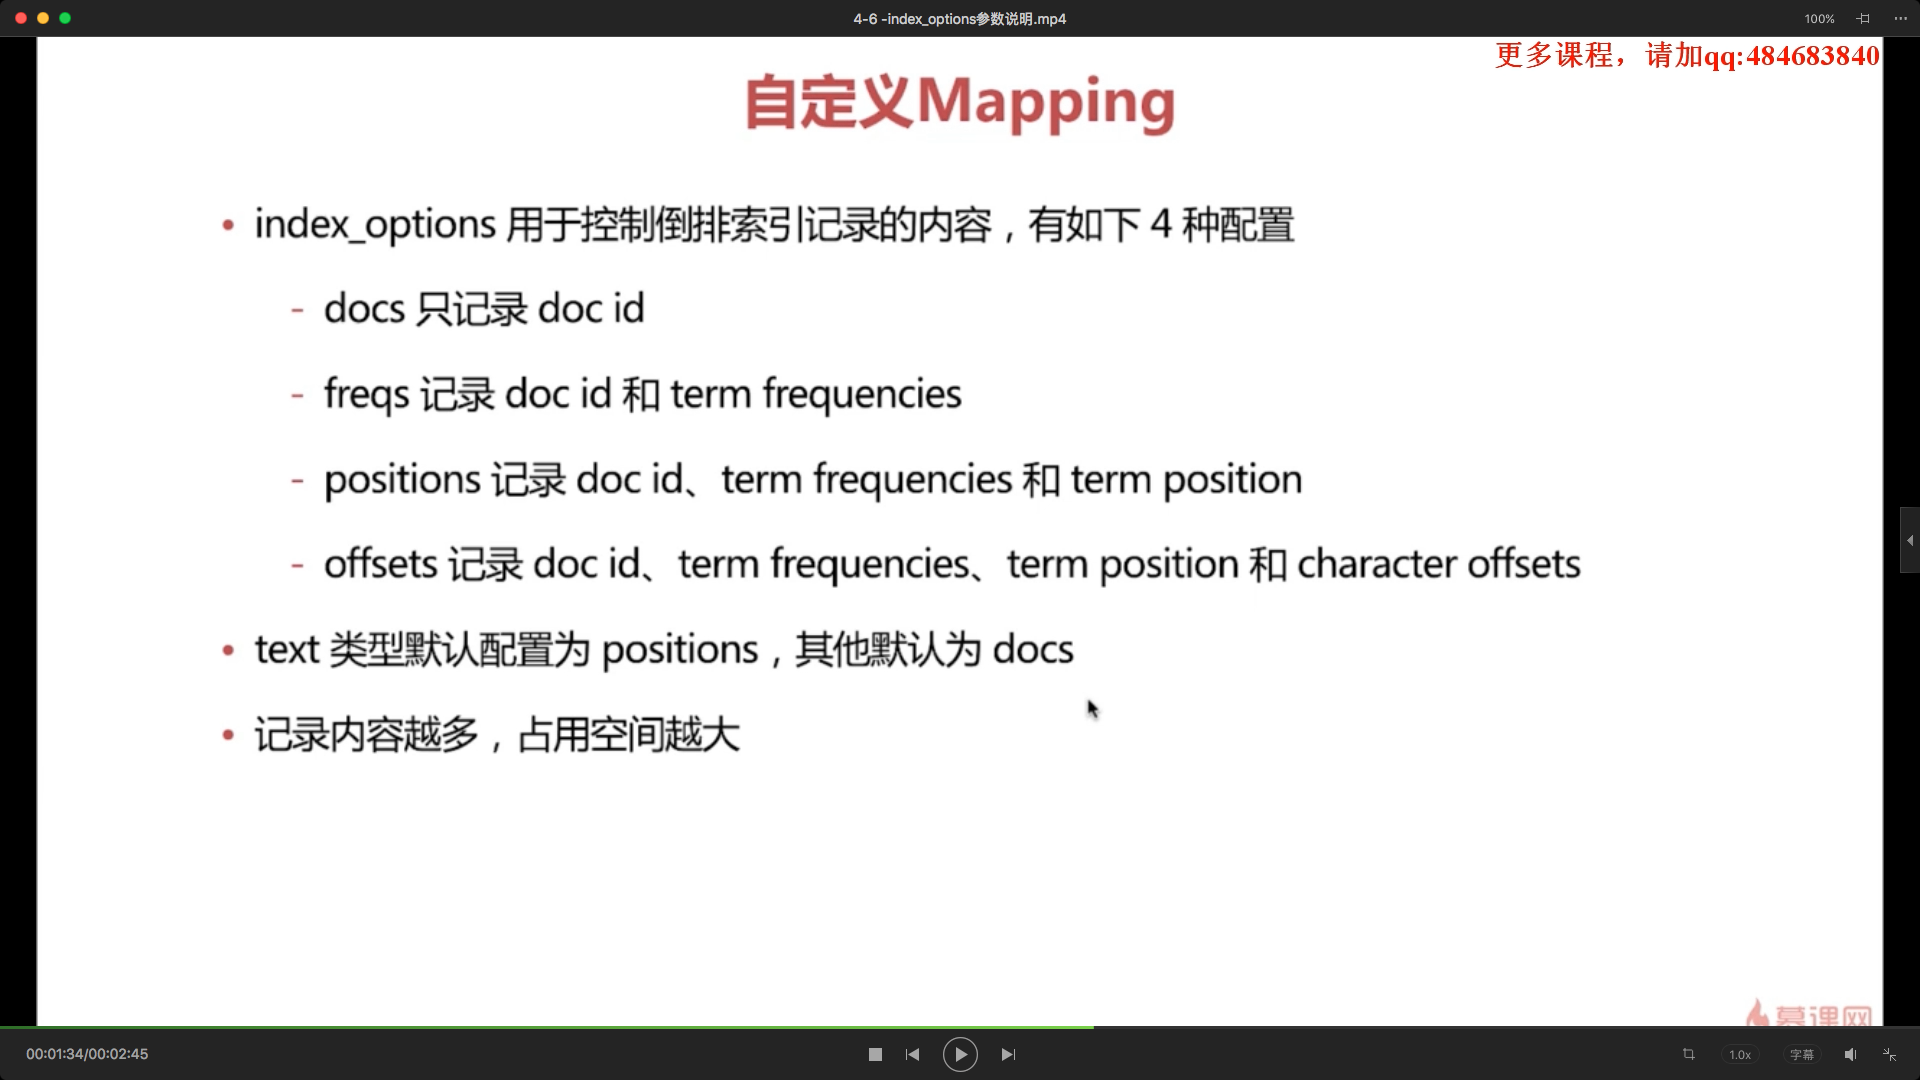 4-6 -index_options参数说明.mp4
100%
更多课程，请加qq:484683840
自定义Mapping
• index_options 用于控制倒排索引记录的内容，有如下 4 种配置
- docs 只记录 doc id
- freqs 记录 doc id 和 term frequencies
- positions 记录 doc id、term frequencies 和 term position
- offsets 记录 doc id、term frequencies、term position 和 character offsets
• text 类型默认配置为 positions，其他默认为 docs
• 记录内容越多，占用空间越大
慕课网
00:01:34/00:02:45
1.0x
字幕